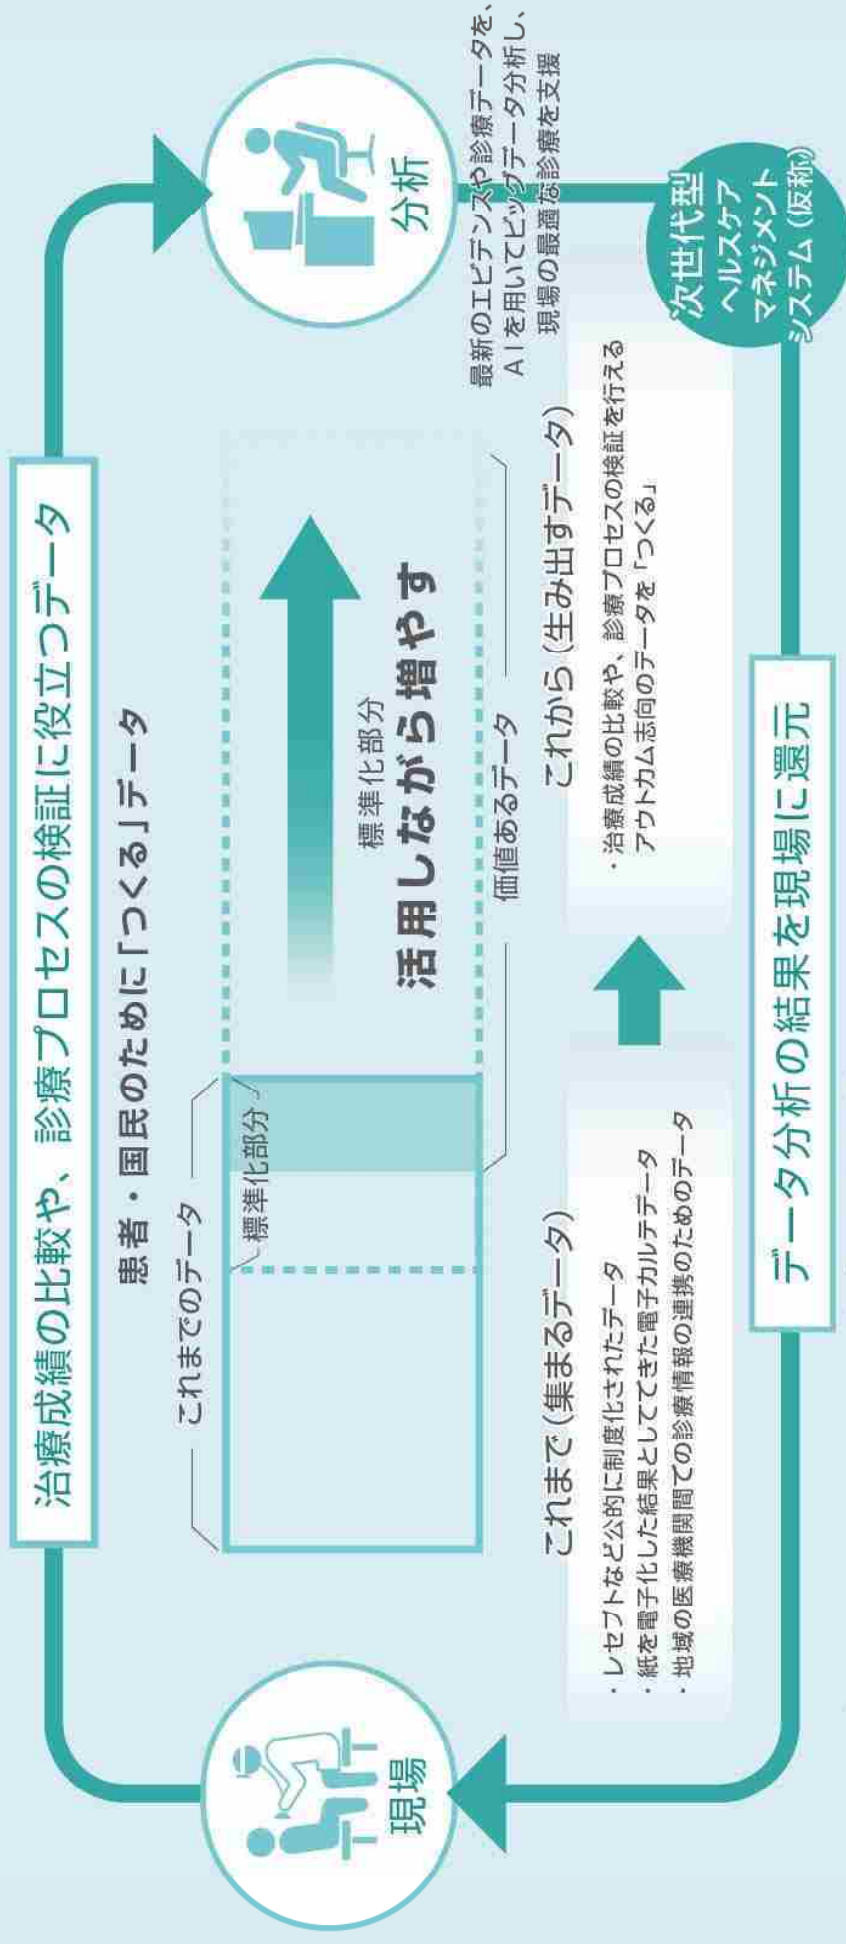 治療成績の比較や、診療プロセスの検証に役立つデータ
患者・国民のために「つくる」データ
これまでのデータ
標準化部分
標準化部分
活用しながら増やす
価値あるデータ
現場
分析
最新のエビデンスや診療データを、
AIを用いてビッグデータ分析し、
現場の最適な診療を支援
これまで(集まるデータ)
・レセプトなど公的に制度化されたデータ
・紙を電子化した結果としてできた電子カルテデータ
・地域の医療機関間での診療情報の連携のためのデータ
これから(生み出すデータ)
・治療成績の比較や、診療プロセスの検証を行える
アウトカム志向のデータを「つくる」
次世代型
ヘルスケア
マネジメント
システム(仮称)
データ分析の結果を現場に還元